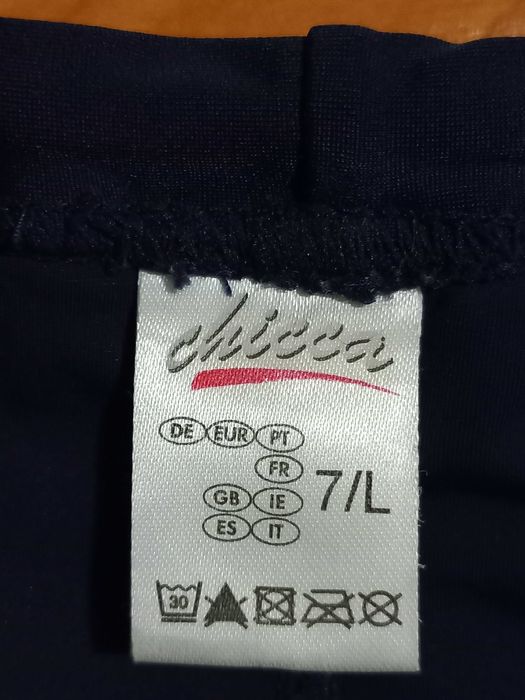 chicca
DE EUR PT
FR
7/L
GB IE
ES IT
30